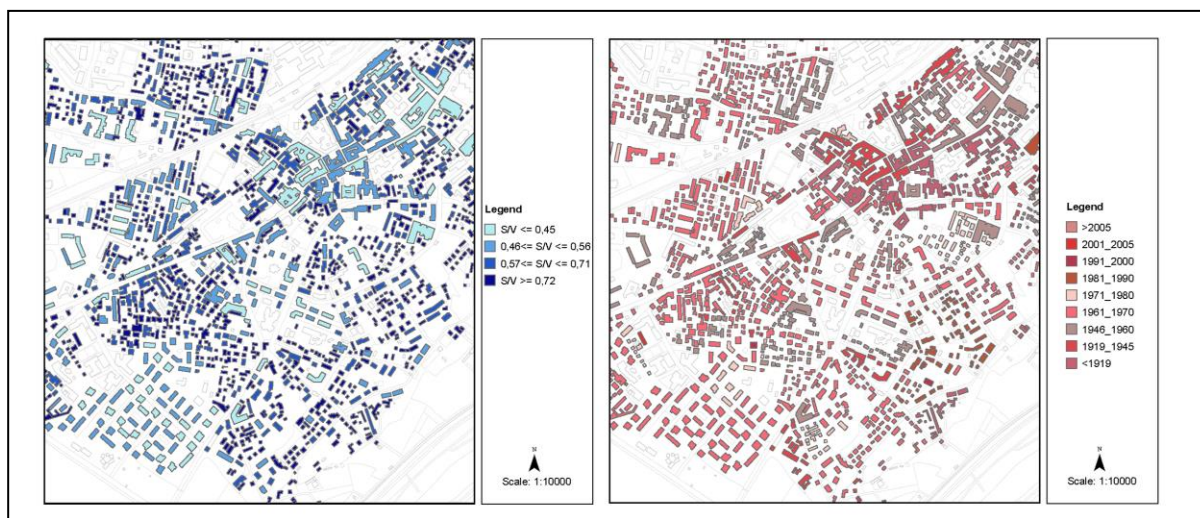 Legend
S/V <= 0,45
0,46<= S/V <= 0,56
0,57<= S/V <= 0,71
S/V >= 0,72
N
Scale: 1:10000
Legend
>2005
2001_2005
1991_2000
1981_1990
1971_1980
1961_1970
1946_1960
1919_1945
<1919
N
Scale: 1:10000